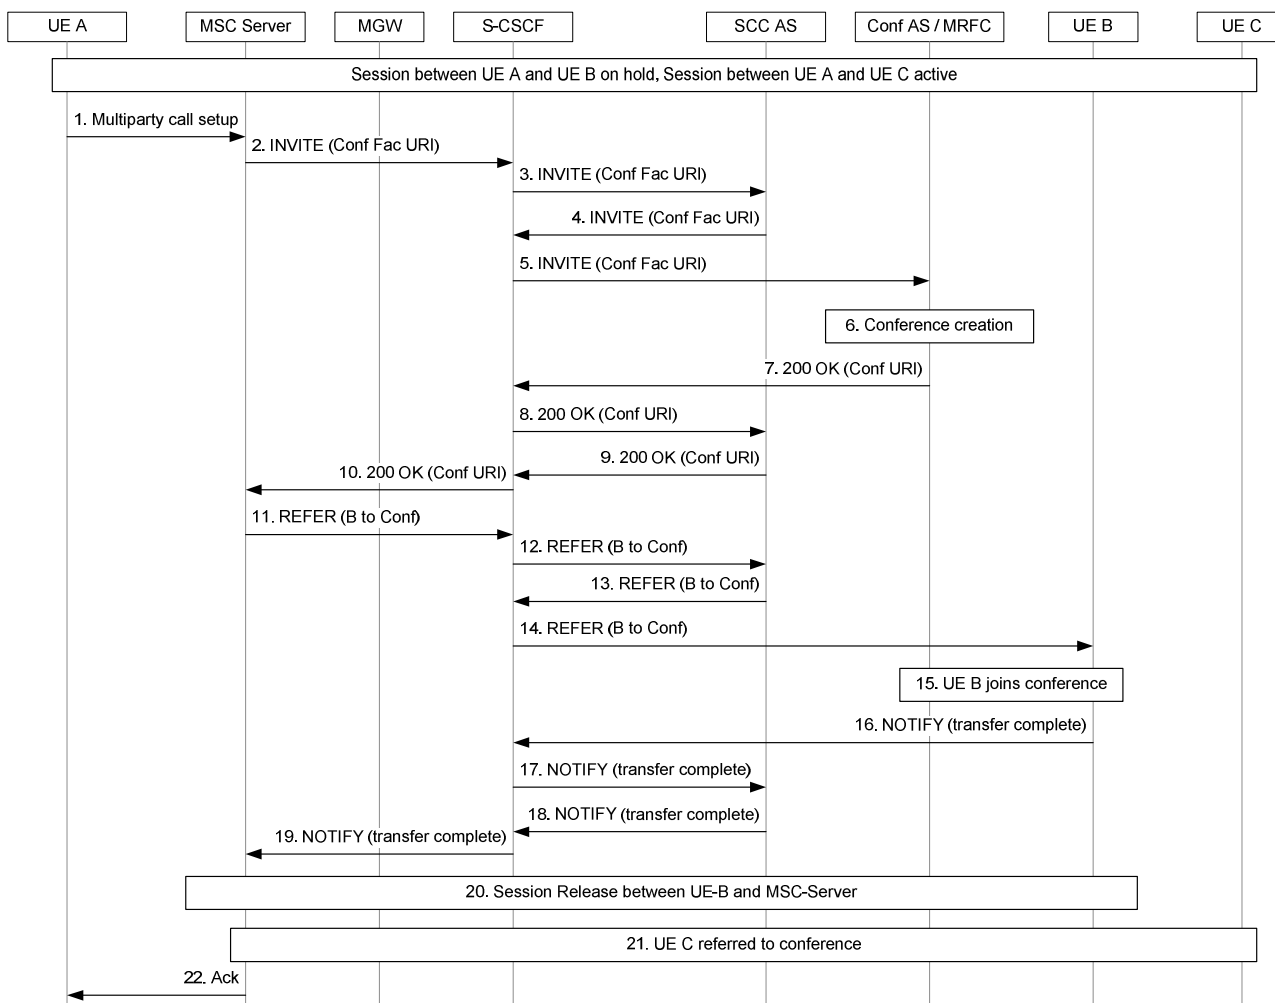 UE A
MSC Server
MGW
S-CSCF
SCC AS
Conf AS / MRFC
UE B
UE C
Session between UE A and UE B on hold, Session between UE A and UE C active
1. Multiparty call setup
2. INVITE (Conf Fac URI)
3. INVITE (Conf Fac URI)
4. INVITE (Conf Fac URI)
5. INVITE (Conf Fac URI)
6. Conference creation
7. 200 OK (Conf URI)
8. 200 OK (Conf URI)
9. 200 OK (Conf URI)
10. 200 OK (Conf URI)
11. REFER (B to Conf)
12. REFER (B to Conf)
13. REFER (B to Conf)
14. REFER (B to Conf)
15. UE B joins conference
16. NOTIFY (transfer complete)
17. NOTIFY (transfer complete)
18. NOTIFY (transfer complete)
19. NOTIFY (transfer complete)
20. Session Release between UE-B and MSC-Server
21. UE C referred to conference
22. Ack